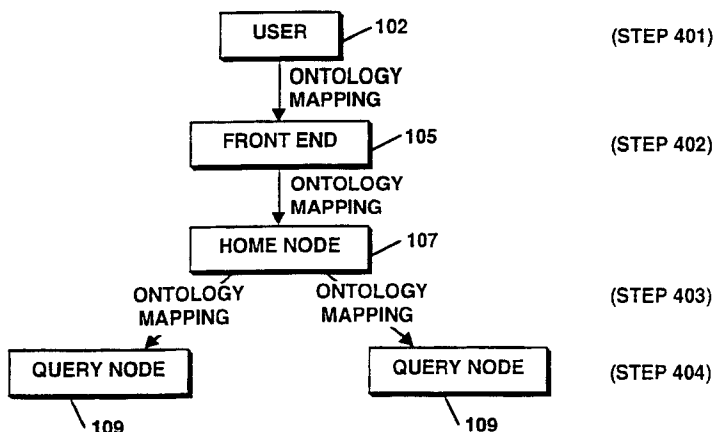 USER 102 (STEP 401)
ONTOLOGY
MAPPING
FRONT END 105 (STEP 402)
ONTOLOGY
MAPPING
HOME NODE 107
ONTOLOGY
MAPPING
ONTOLOGY
MAPPING
(STEP 403)
QUERY NODE QUERY NODE (STEP 404)
109 109